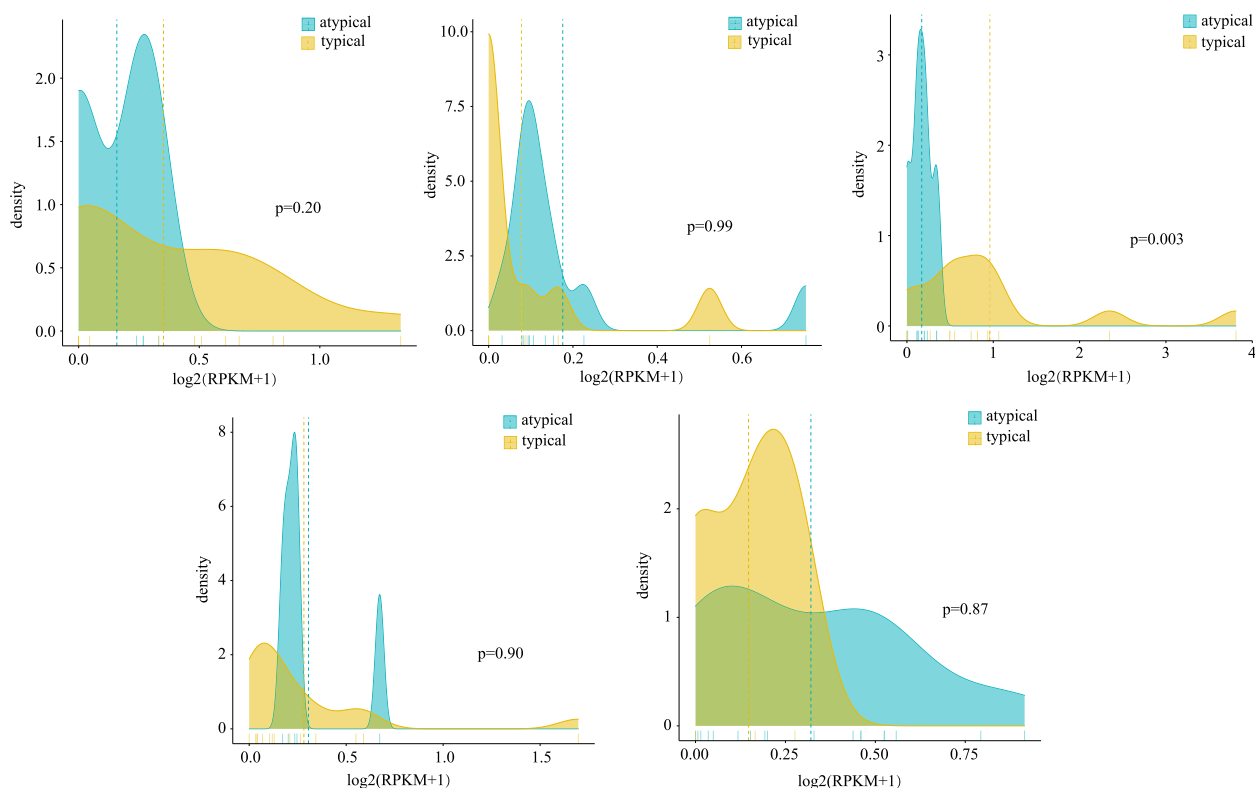 atypical
typical
2.0
1.5
1.0
0.5
0.0
density
p=0.20
0.0
0.5
1.0
log2(RPKM+1)
atypical
typical
10.0
7.5
5.0
2.5
0.0
density
p=0.99
0.0
0.2
0.4
0.6
log2(RPKM+1)
atypical
typical
3
2
1
0
density
p=0.003
0
1
2
3
4
log2(RPKM+1)
atypical
typical
8
6
4
2
0
density
p=0.90
0.0
0.5
1.0
1.5
log2(RPKM+1)
atypical
typical
2
1
0
density
p=0.87
0.00
0.25
0.50
0.75
log2(RPKM+1)